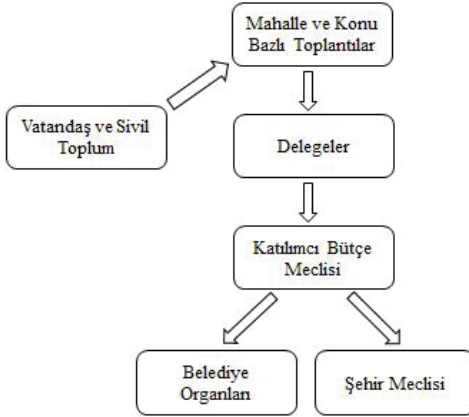 Mahalle ve Konu
Bazlı Toplantılar
Vatandaş ve Sivil
Toplum
Delegeler
Katılımcı Bütçe
Meclisi
Belediye
Organları
Şehir Meclisi